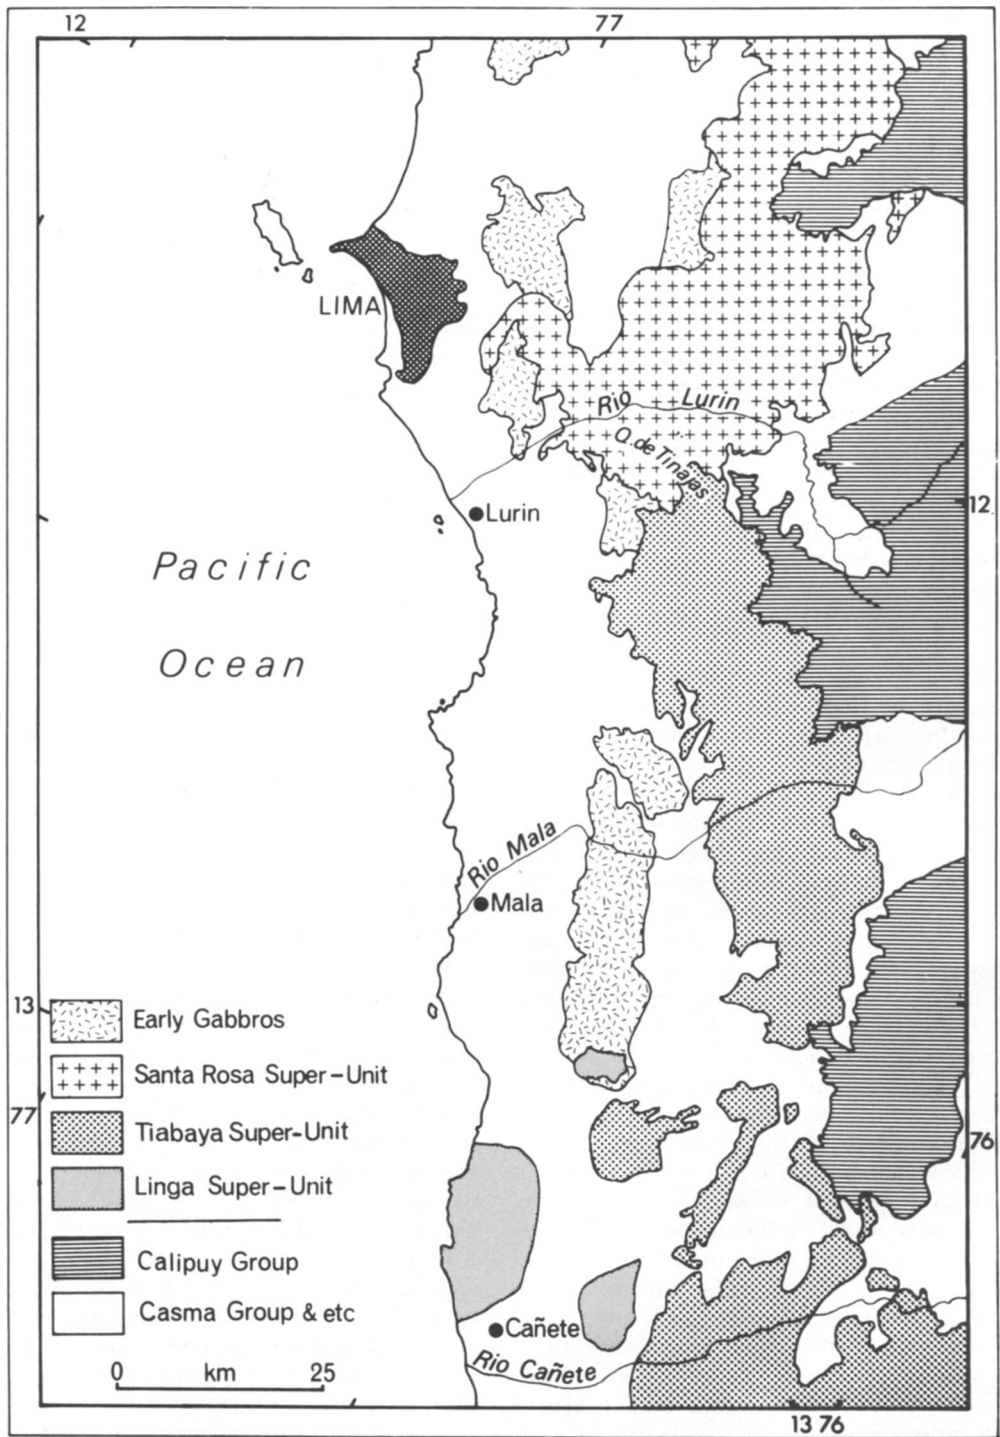 12 77
LIMA
Rio Lurin
Q. de Tinajas
12
Lurin
Pacific
Ocean
Rio Mala
Mala
13
Early Gabbros
Santa Rosa Super-Unit
77
Tiabaya Super-Unit
76
Linga Super-Unit
Calipuy Group
Casma Group & etc
Cañete
Rio Cañete
0 km 25
13 76